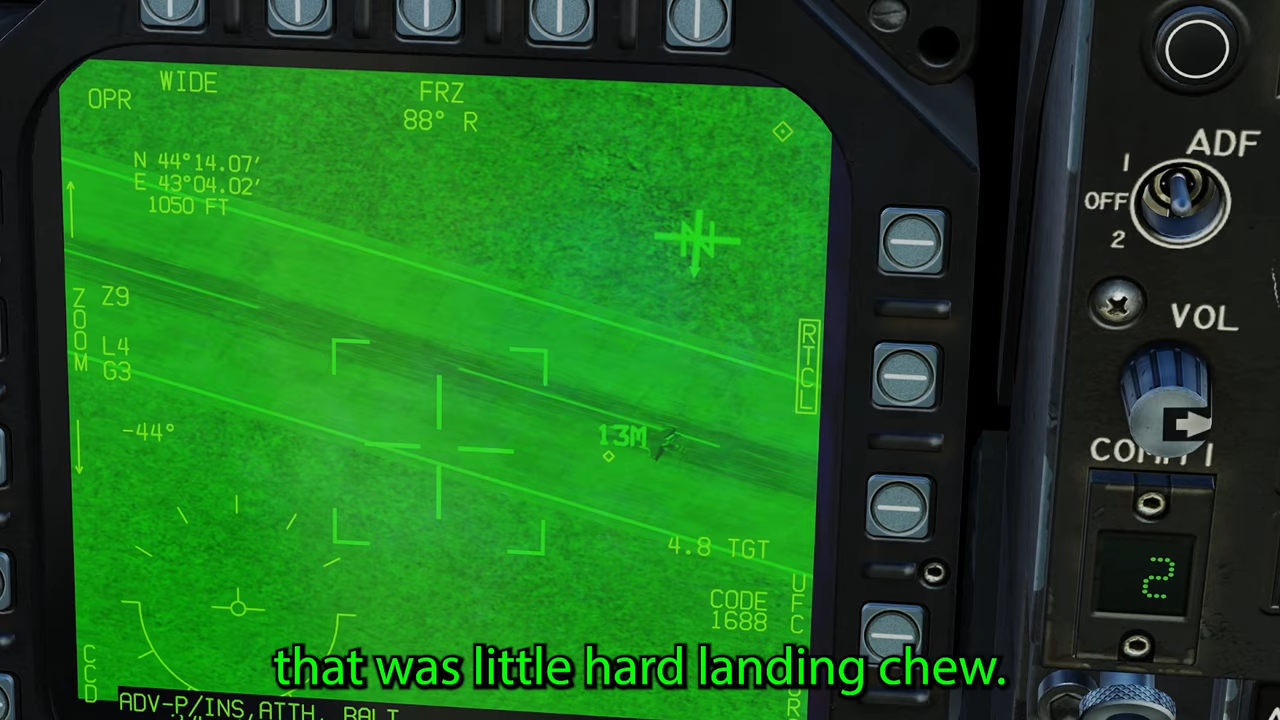 WIDE
OPR
FRZ
88° R
N 44°14.07'
E 43°04.02'
1050 FT
N
ZOOM
Z9
L4
G3
RTCL
-44°
13M
4.8 TGT
CODE
1688
UFC
CCD
ADV-P/INS,ATTH, BALT
ADF
1
OFF
2
VOL
COMM 1
2
that was little hard landing chew.